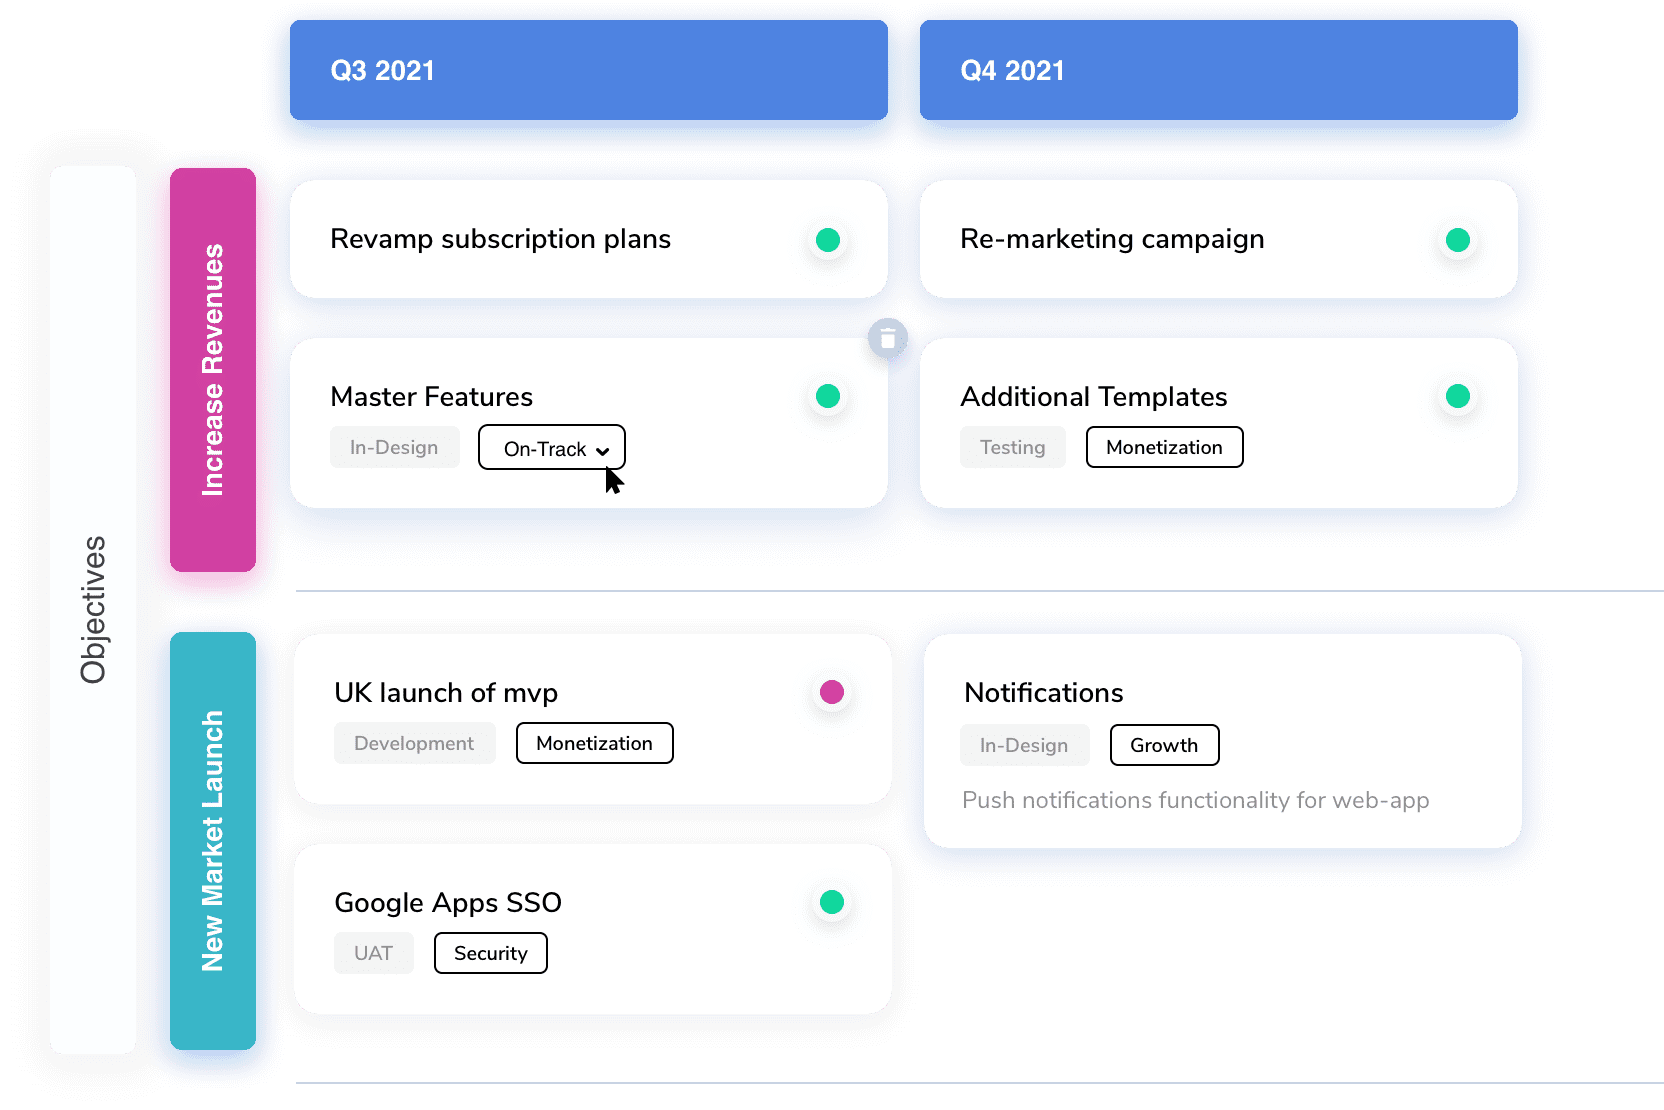 Q3 2021
Q4 2021
Objectives
Increase Revenues
Revamp subscription plans
Re-marketing campaign
Master Features
In-Design
On-Track
Additional Templates
Testing
Monetization
New Market Launch
UK launch of mvp
Development
Monetization
Notifications
In-Design
Growth
Push notifications functionality for web-app
Google Apps SSO
UAT
Security